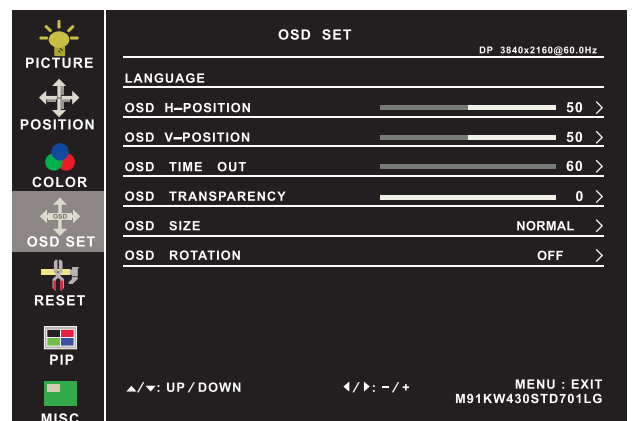 OSD SET
DP 3840x2160@60.0Hz
PICTURE
POSITION
COLOR
OSD
OSD SET
RESET
PIP
MISC
LANGUAGE
OSD H–POSITION 50 >
OSD V–POSITION 50 >
OSD TIME OUT 60 >
OSD TRANSPARENCY 0 >
OSD SIZE NORMAL >
OSD ROTATION OFF >
▲/▼: UP/DOWN ◀/▶: –/+ MENU : EXIT
M91KW430STD701LG